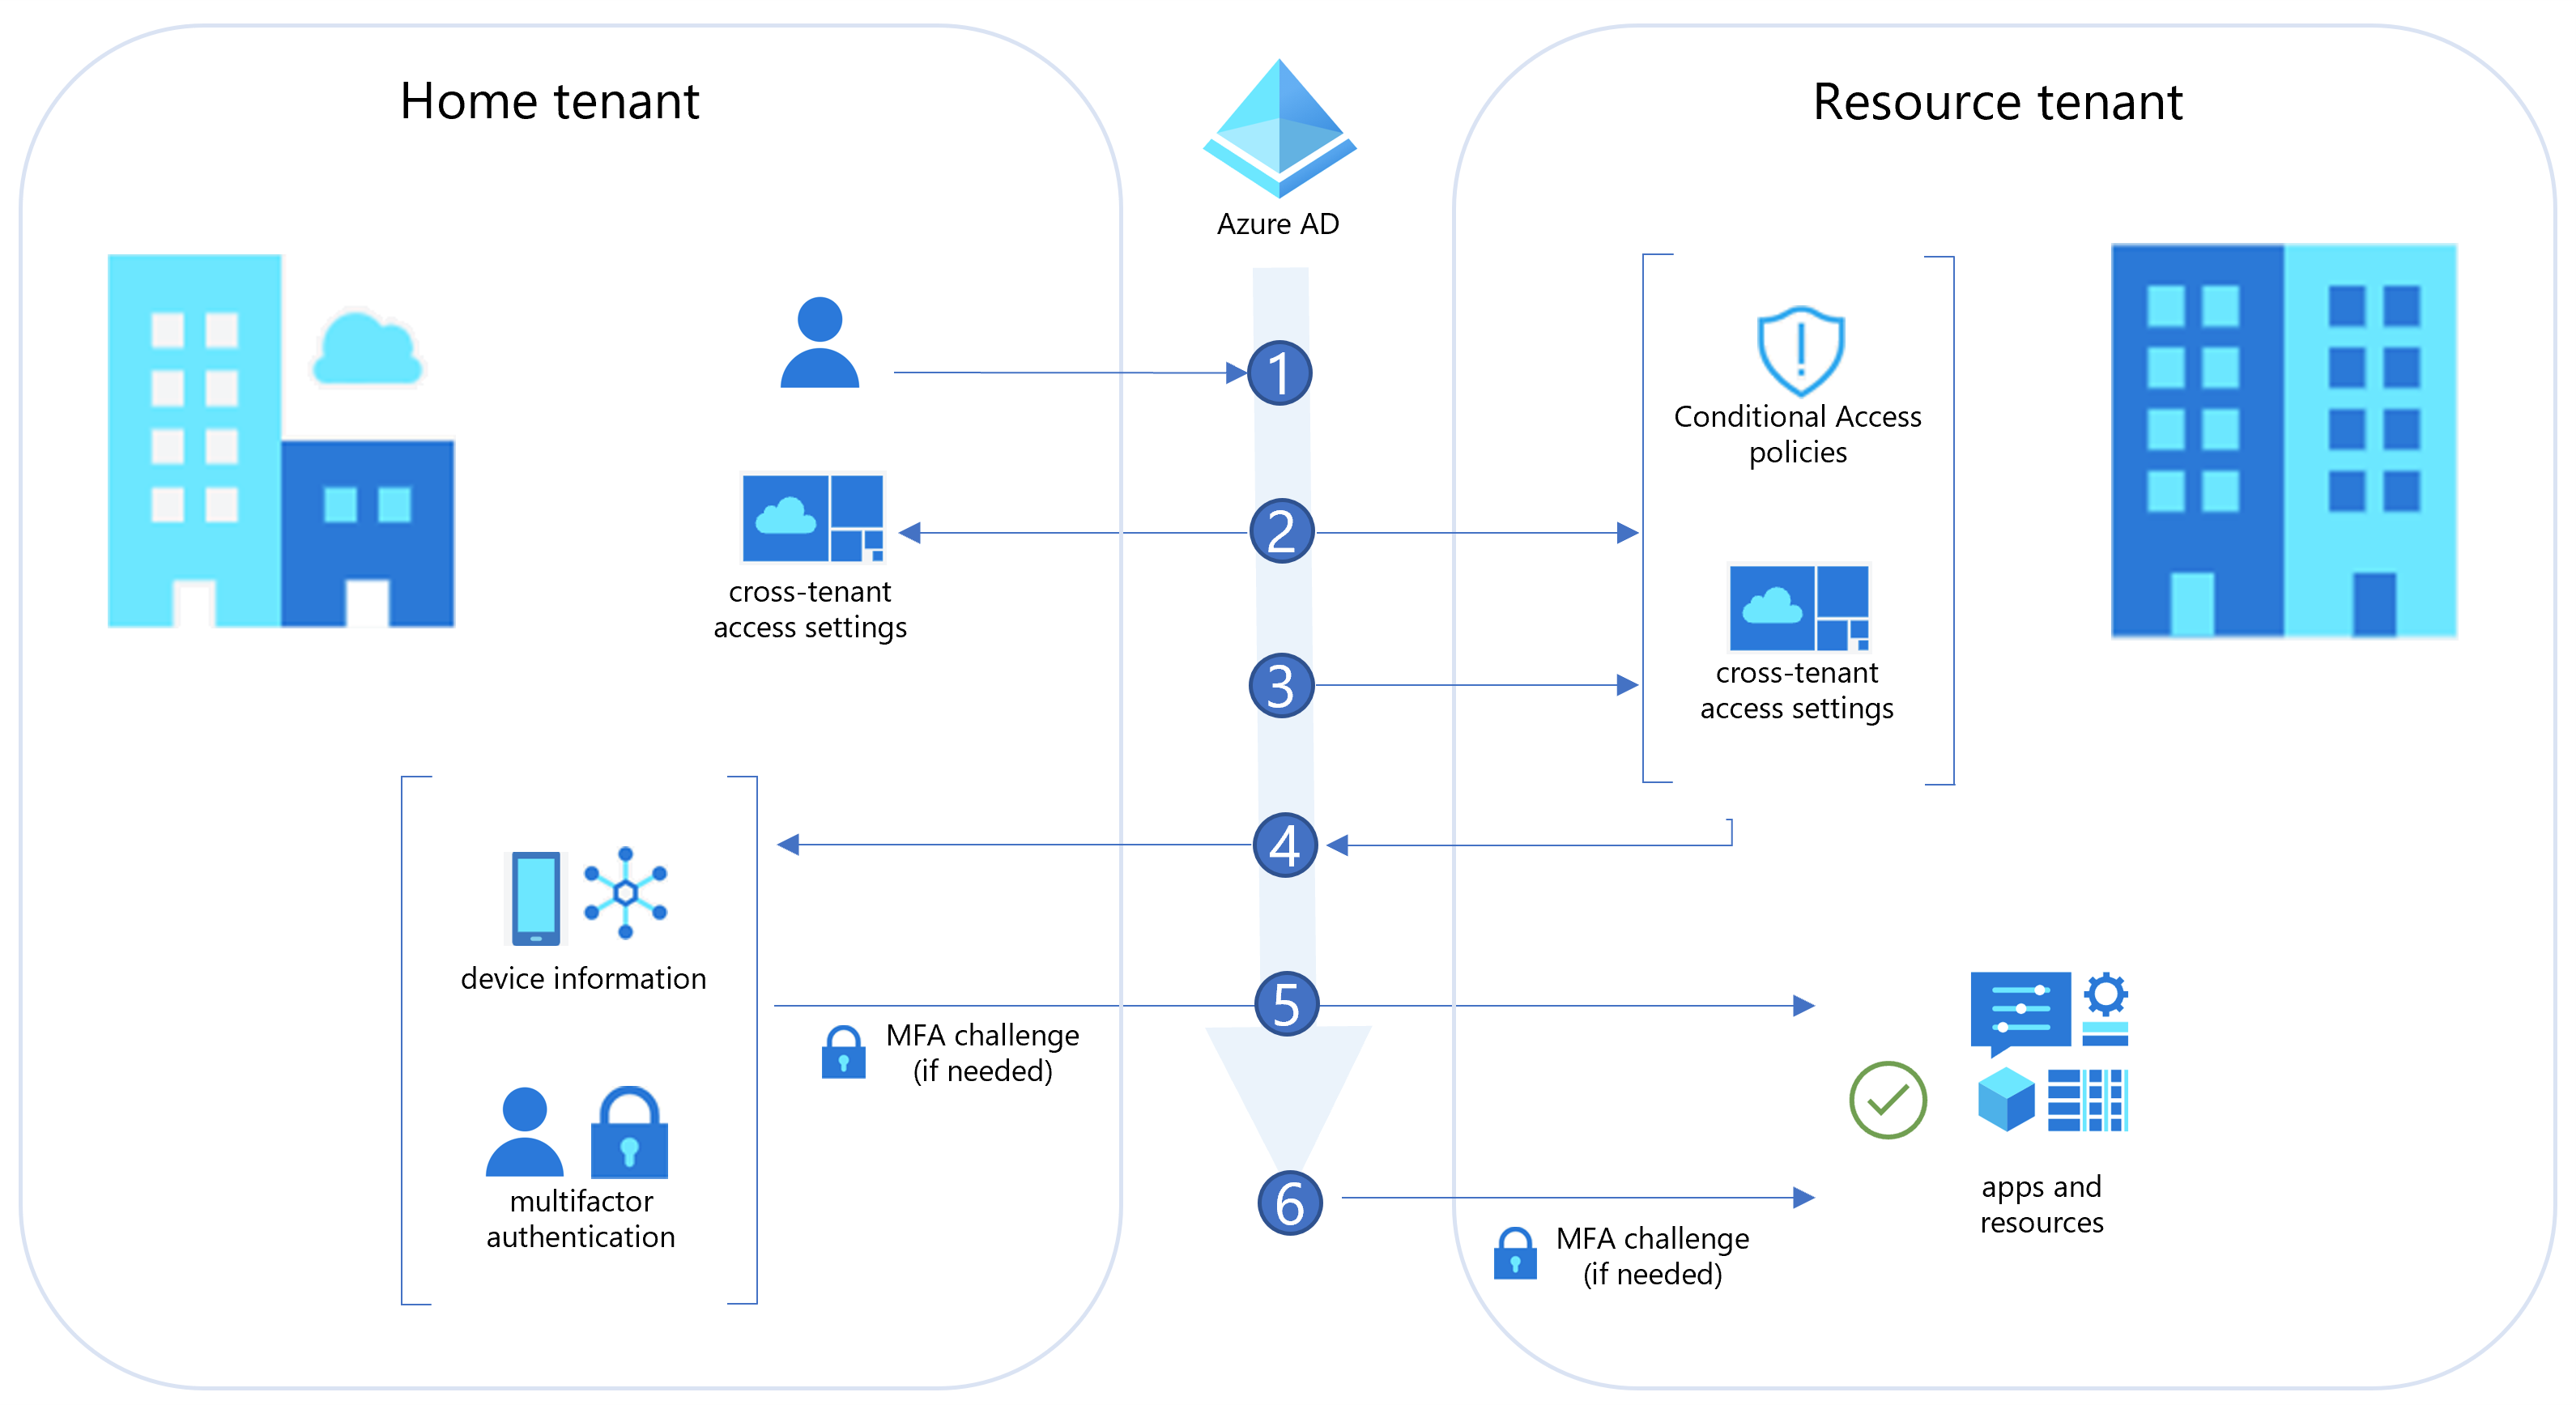 Home tenant
Azure AD
Resource tenant
1
Conditional Access
policies
2
cross-tenant
access settings
3
cross-tenant
access settings
4
device information
5
MFA challenge
(if needed)
multifactor
authentication
6
apps and
resources
MFA challenge
(if needed)